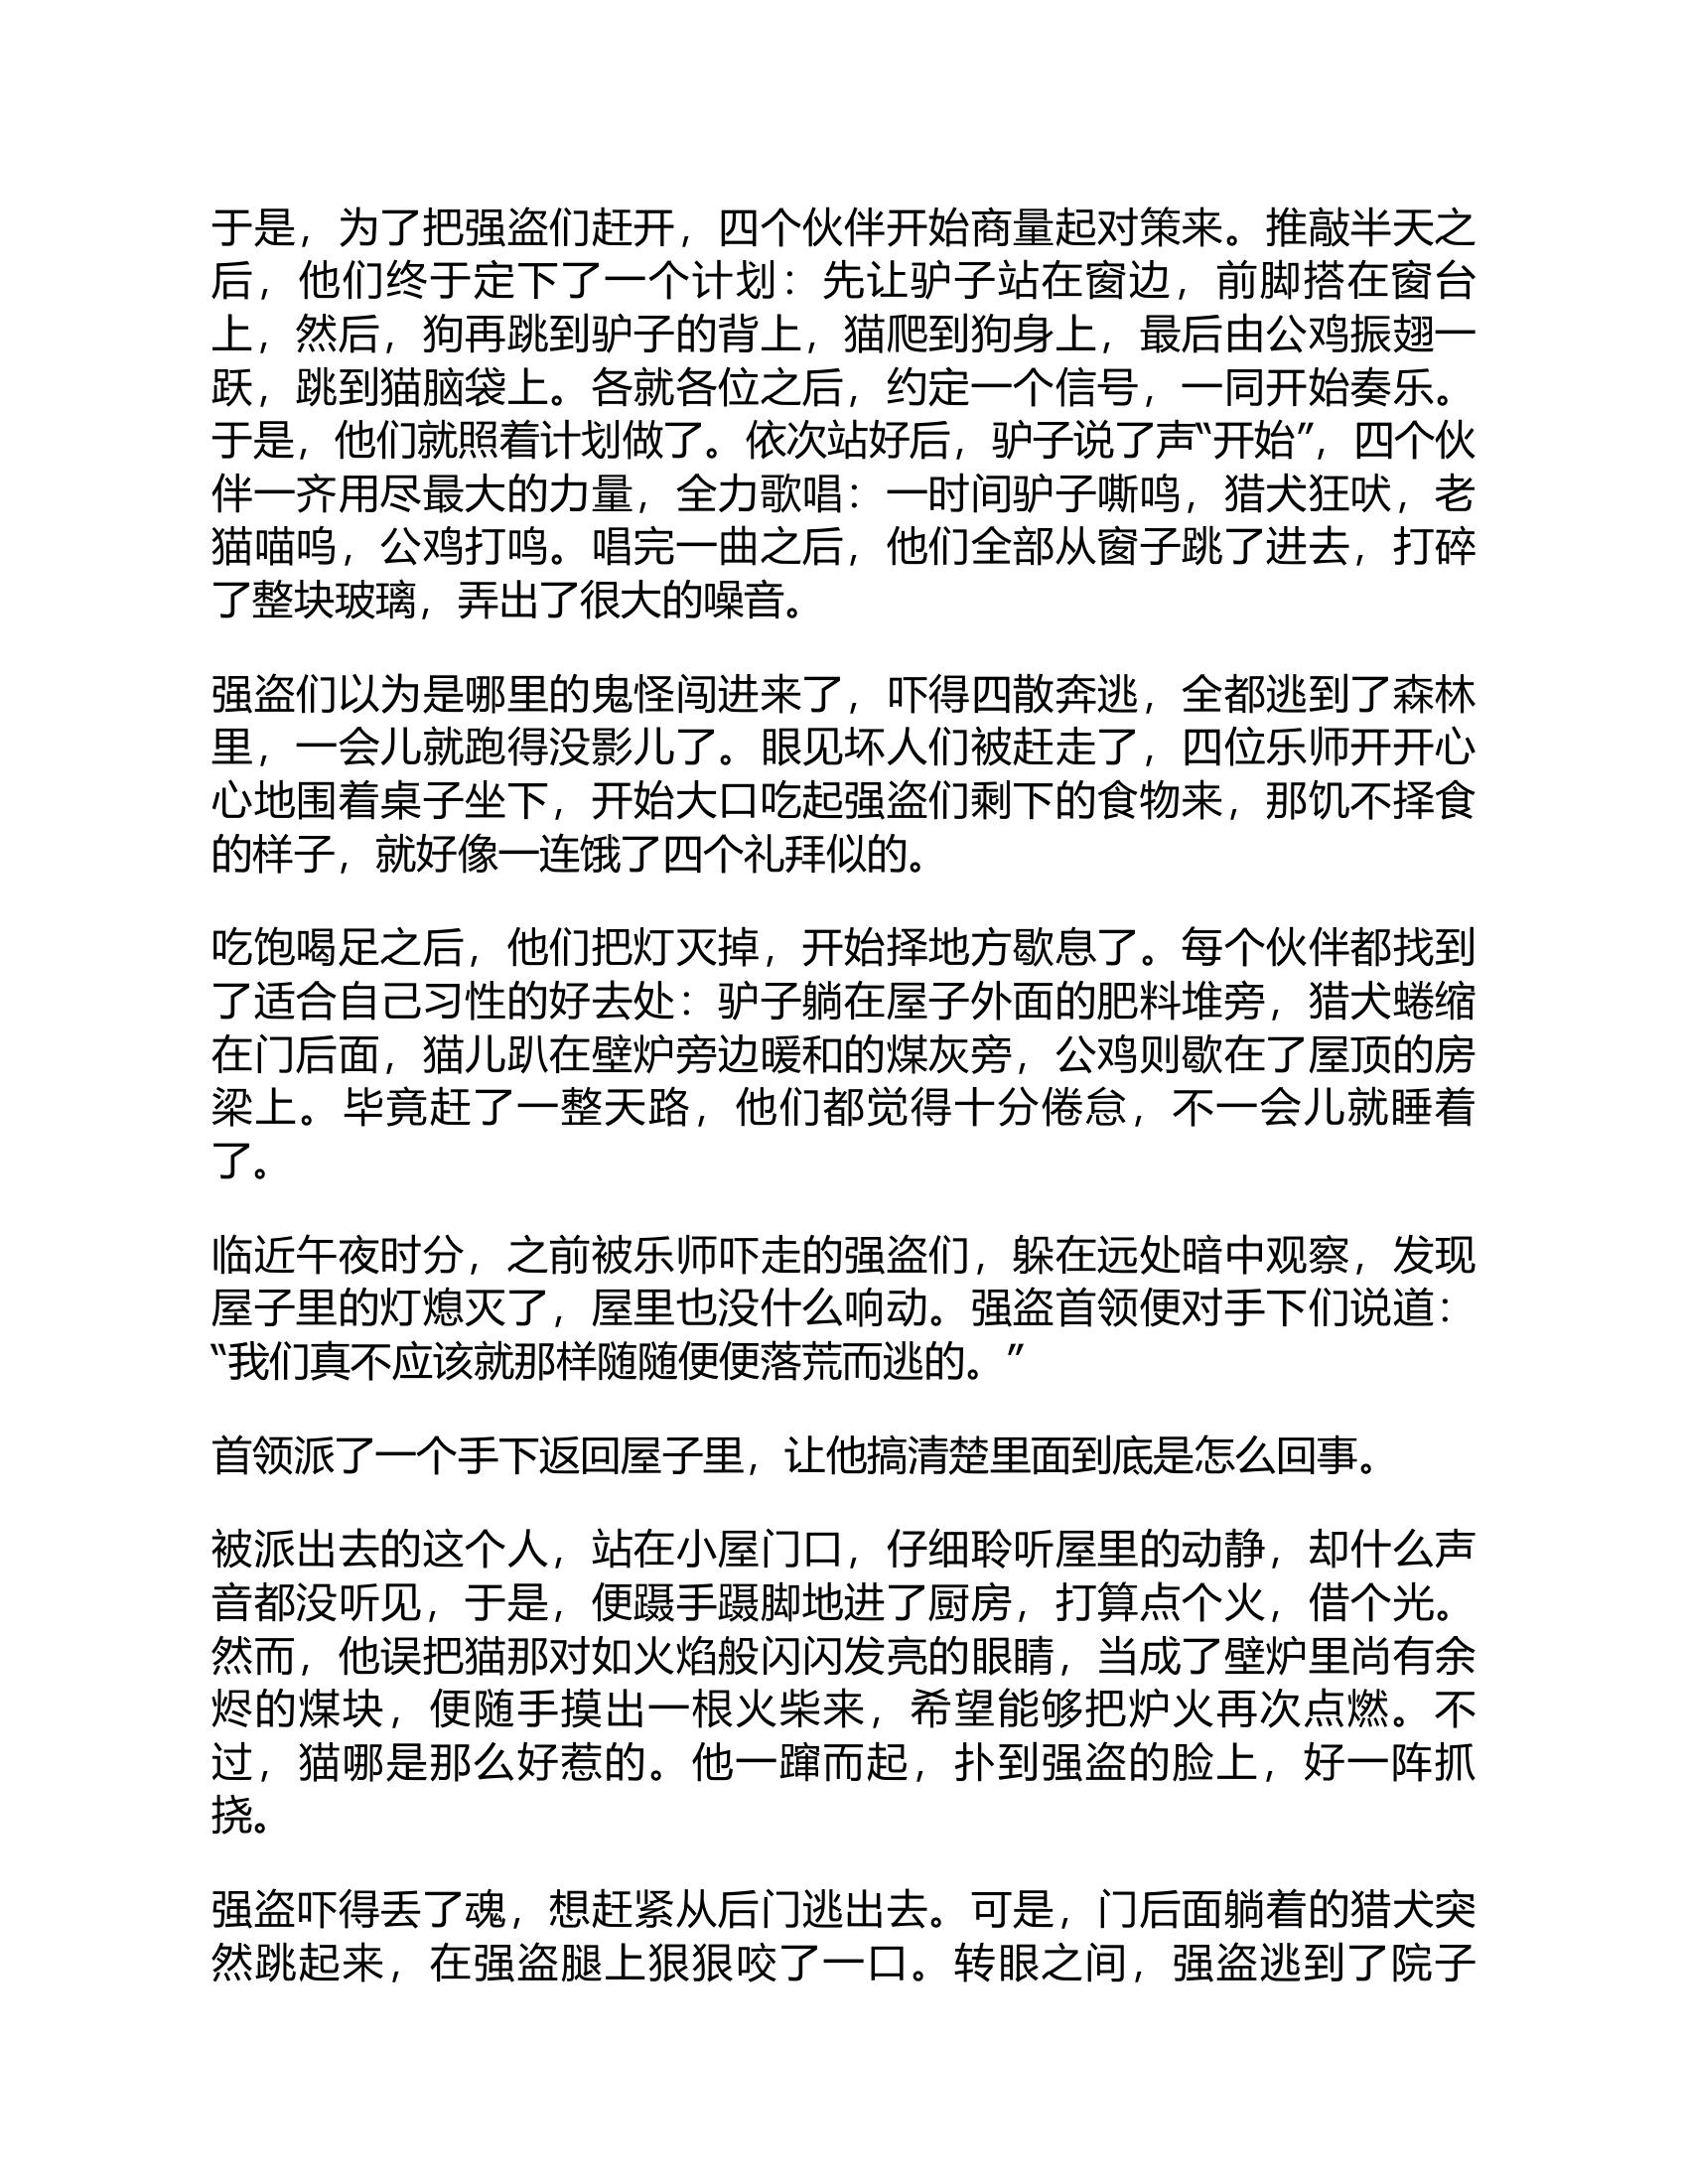 于是，为了把强盗们赶开，四个伙伴开始商量起对策来。推敲半天之
后，他们终于定下了一个计划：先让驴子站在窗边，前脚搭在窗台
上，然后，狗再跳到驴子的背上，猫爬到狗身上，最后由公鸡振翅一
跃，跳到猫脑袋上。各就各位之后，约定一个信号，一同开始奏乐。
于是，他们就照着计划做了。依次站好后，驴子说了声“开始”，四个伙
伴一齐用尽最大的力量，全力歌唱：一时间驴子嘶鸣，猎犬狂吠，老
猫喵呜，公鸡打鸣。唱完一曲之后，他们全部从窗子跳了进去，打碎
了整块玻璃，弄出了很大的噪音。
强盗们以为是哪里的鬼怪闯进来了，吓得四散奔逃，全都逃到了森林
里，一会儿就跑得没影儿了。眼见坏人们被赶走了，四位乐师开开心
心地围着桌子坐下，开始大口吃起强盗们剩下的食物来，那饥不择食
的样子，就好像一连饿了四个礼拜似的。
吃饱喝足之后，他们把灯灭掉，开始择地方歇息了。每个伙伴都找到
了适合自己习性的好去处：驴子躺在屋子外面的肥料堆旁，猎犬蜷缩
在门后面，猫儿趴在壁炉旁边暖和的煤灰旁，公鸡则歇在了屋顶的房
梁上。毕竟赶了一整天路，他们都觉得十分倦怠，不一会儿就睡着
了。
临近午夜时分，之前被乐师吓走的强盗们，躲在远处暗中观察，发现
屋子里的灯熄灭了，屋里也没什么响动。强盗首领便对手下们说道：
“我们真不应该就那样随随便便落荒而逃的。”
首领派了一个手下返回屋子里，让他搞清楚里面到底是怎么回事。
被派出去的这个人，站在小屋门口，仔细聆听屋里的动静，却什么声
音都没听见，于是，便蹑手蹑脚地进了厨房，打算点个火，借个光。
然而，他误把猫那对如火焰般闪闪发亮的眼睛，当成了壁炉里尚有余
烬的煤块，便随手摸出一根火柴来，希望能够把炉火再次点燃。不
过，猫哪是那么好惹的。他一蹿而起，扑到强盗的脸上，好一阵抓
挠。
强盗吓得丢了魂，想赶紧从后门逃出去。可是，门后面躺着的猎犬突
然跳起来，在强盗腿上狠狠咬了一口。转眼之间，强盗逃到了院子